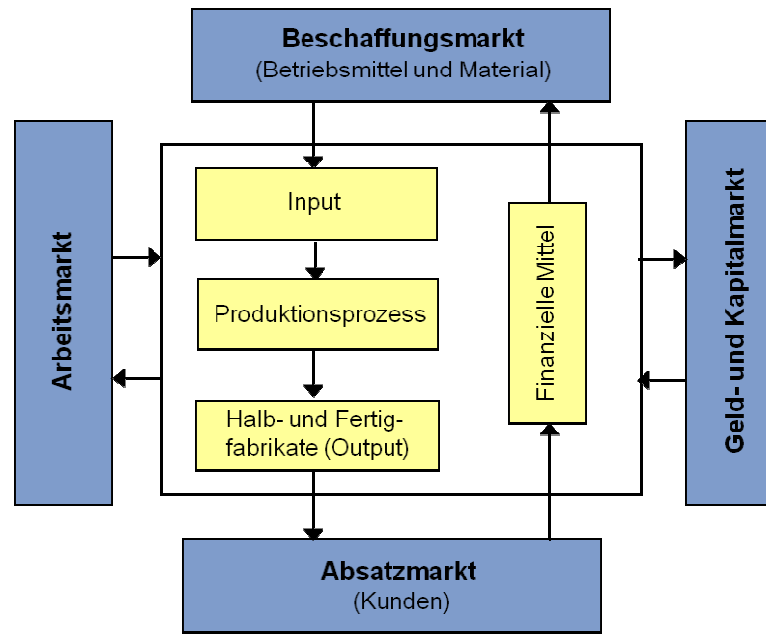 Beschaffungsmarkt
(Betriebsmittel und Material)
Arbeitsmarkt
Input
Produktionsprozess
Halb- und Fertig-
fabrikate (Output)
Finanzielle Mittel
Geld- und Kapitalmarkt
Absatzmarkt
(Kunden)